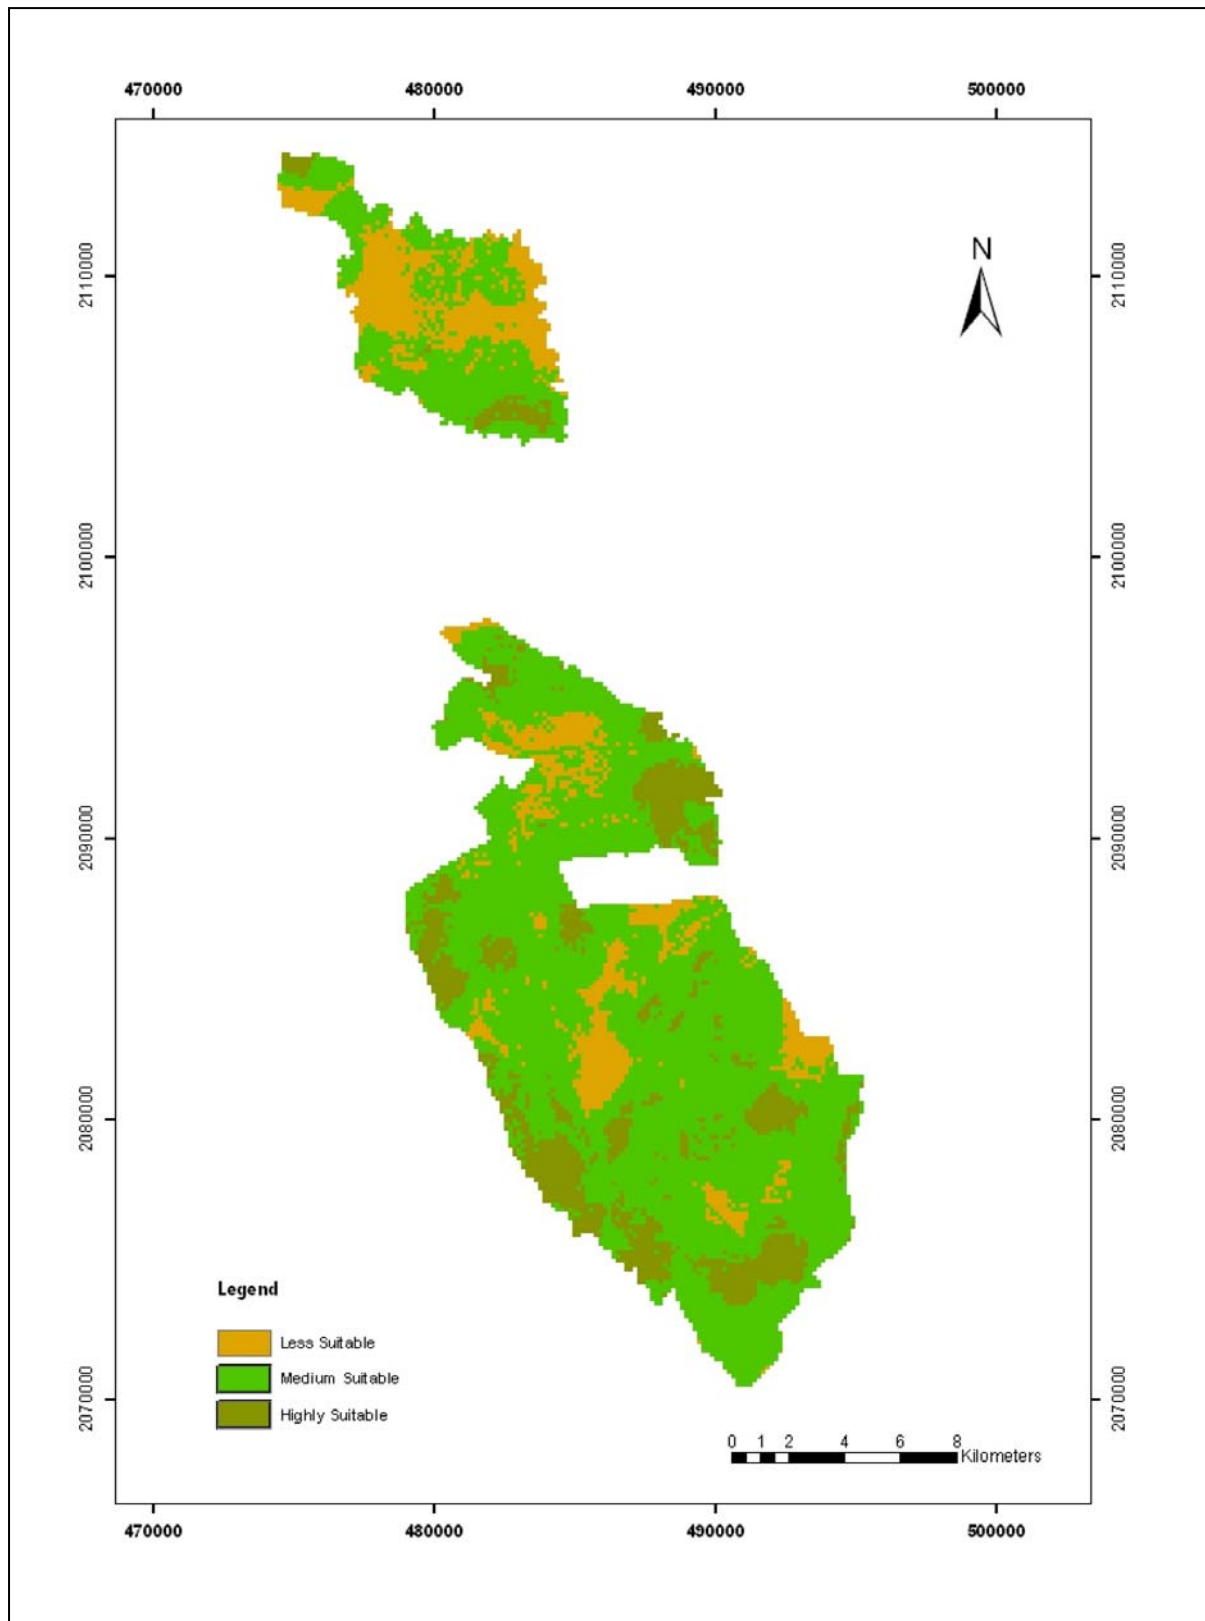 470000 480000 490000 500000
N
2110000 2110000
2100000 2100000
2090000 2090000
2080000 2080000
Legend
Less Suitable
Medium Suitable
Highly Suitable
2070000 2070000
0 1 2 4 6 8
Kilometers
470000 480000 490000 500000